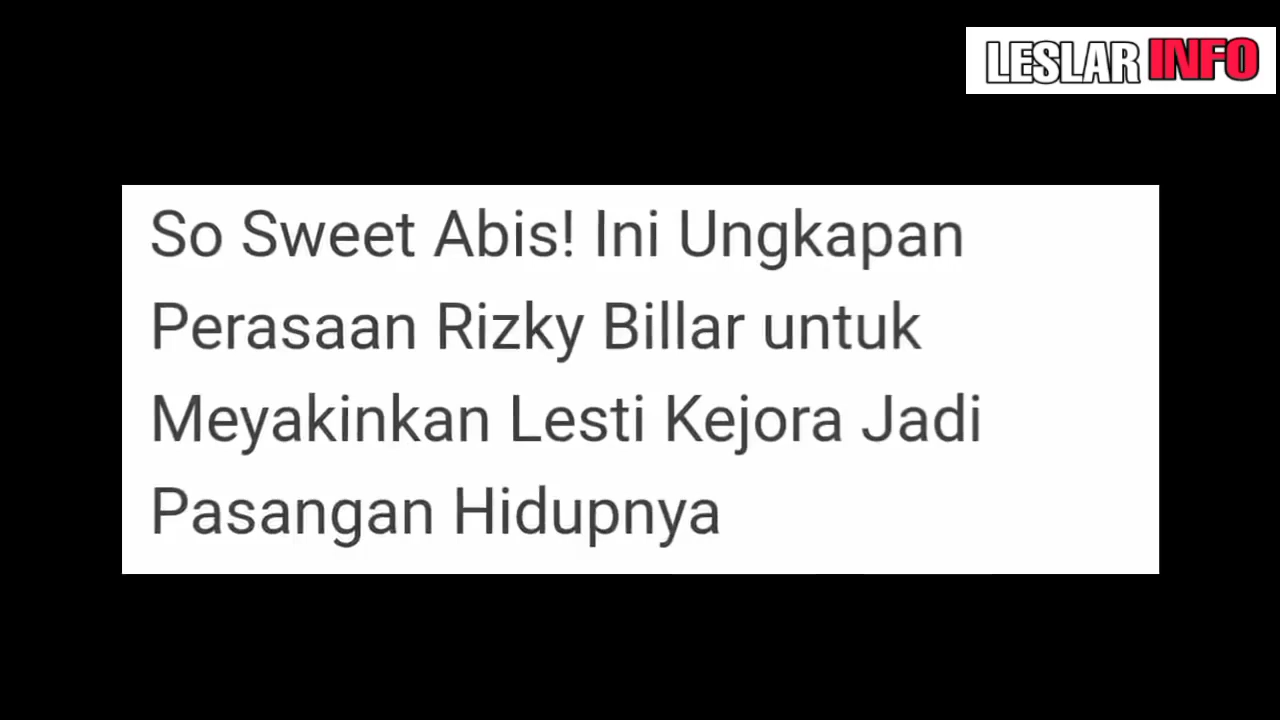 LESLAR INFO
So Sweet Abis! Ini Ungkapan
Perasaan Rizky Billar untuk
Meyakinkan Lesti Kejora Jadi
Pasangan Hidupnya